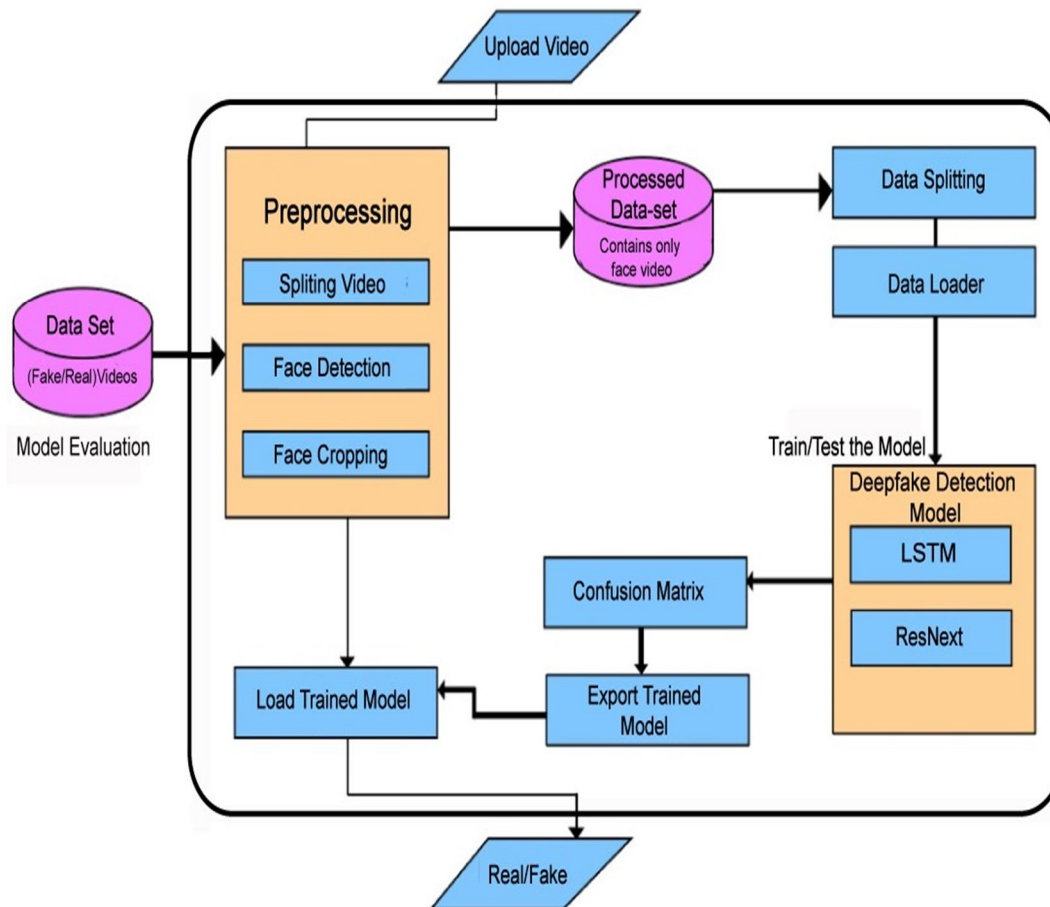 Upload Video
Preprocessing
Spliting Video
Face Detection
Face Cropping
Data Set
(Fake/Real)Videos
Model Evaluation
Processed
Data-set
Contains only
face video
Data Splitting
Data Loader
Train/Test the Model
Deepfake Detection
Model
LSTM
ResNext
Confusion Matrix
Export Trained
Model
Load Trained Model
Real/Fake